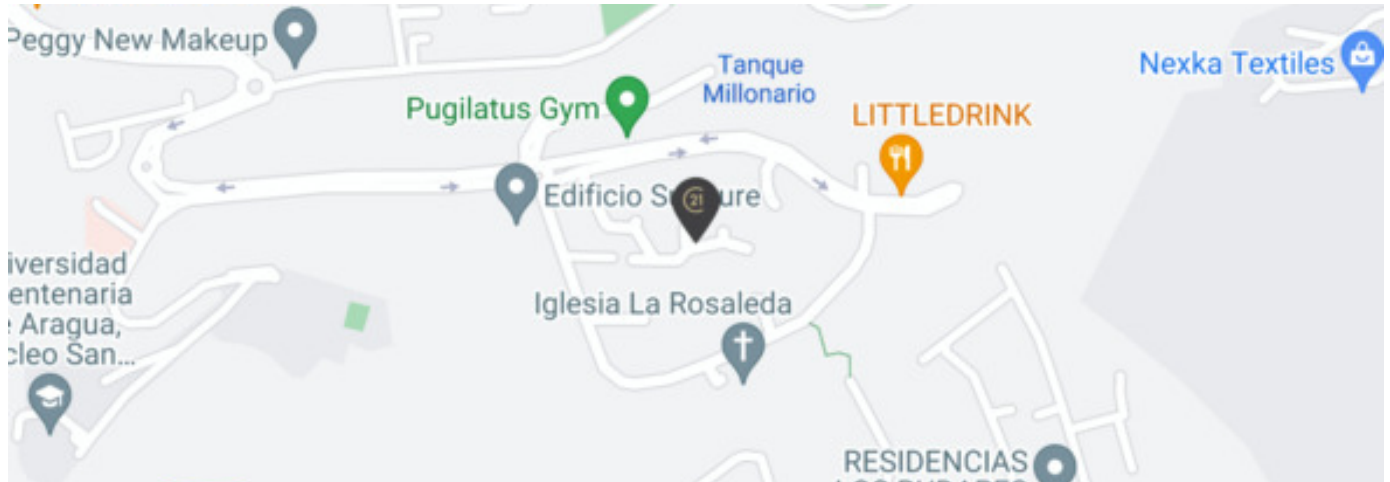 Peggy New Makeup
Tanque
Millonario
Nexka Textiles
Pugilatus Gym
LITTLEDRINK
Edificio
21
iversidad
entenaria
Aragua,
cleo San...
Iglesia La Rosaleda
RESIDENCIAS